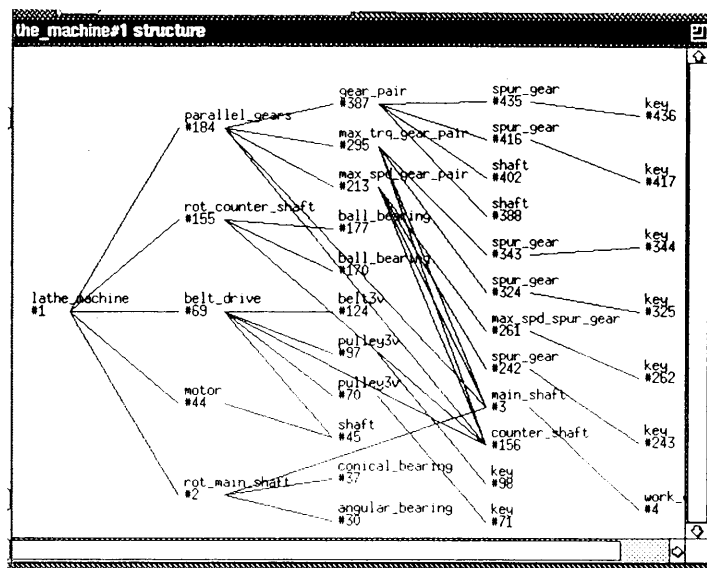 .the_machine#1 structure
lathe_machine
#1
parallel_gears
#184
rot_counter_shaft
#155
belt_drive
#69
motor
#44
rot_main_shaft
#2
gear_pair
#387
max_trq_gear_pair
#295
max_spd_gear_pair
#213
ball_bearing
#177
ball_bearing
#170
belt3v
#124
pulley3v
#97
pulley3v
#70
shaft
#45
conical_bearing
#37
angular_bearing
#30
spur_gear
#435
spur_gear
#416
shaft
#402
shaft
#388
spur_gear
#343
spur_gear
#324
max_spd_spur_gear
#261
spur_gear
#242
main_shaft
#3
counter_shaft
#156
key
#98
key
#71
key
#436
key
#417
key
#344
key
#325
key
#262
key
#243
work_
#4